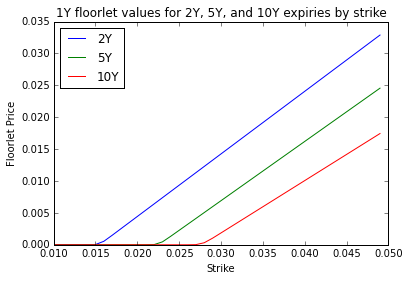 1Y floorlet values for 2Y, 5Y, and 10Y expiries by strike
0.035
0.030
0.025
0.020
0.015
0.010
0.005
0.000
Floorlet Price
2Y
5Y
10Y
0.010 0.015 0.020 0.025 0.030 0.035 0.040 0.045 0.050
Strike